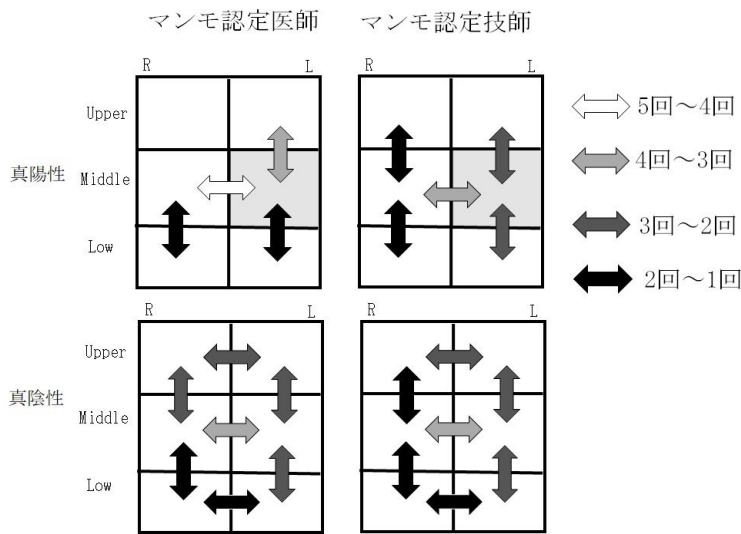 マンモ認定医師 マンモ認定技師
R L R L
Upper
真陽性 Middle
Low
5回～4回
4回～3回
3回～2回
2回～1回
R L R L
Upper
真陰性 Middle
Low